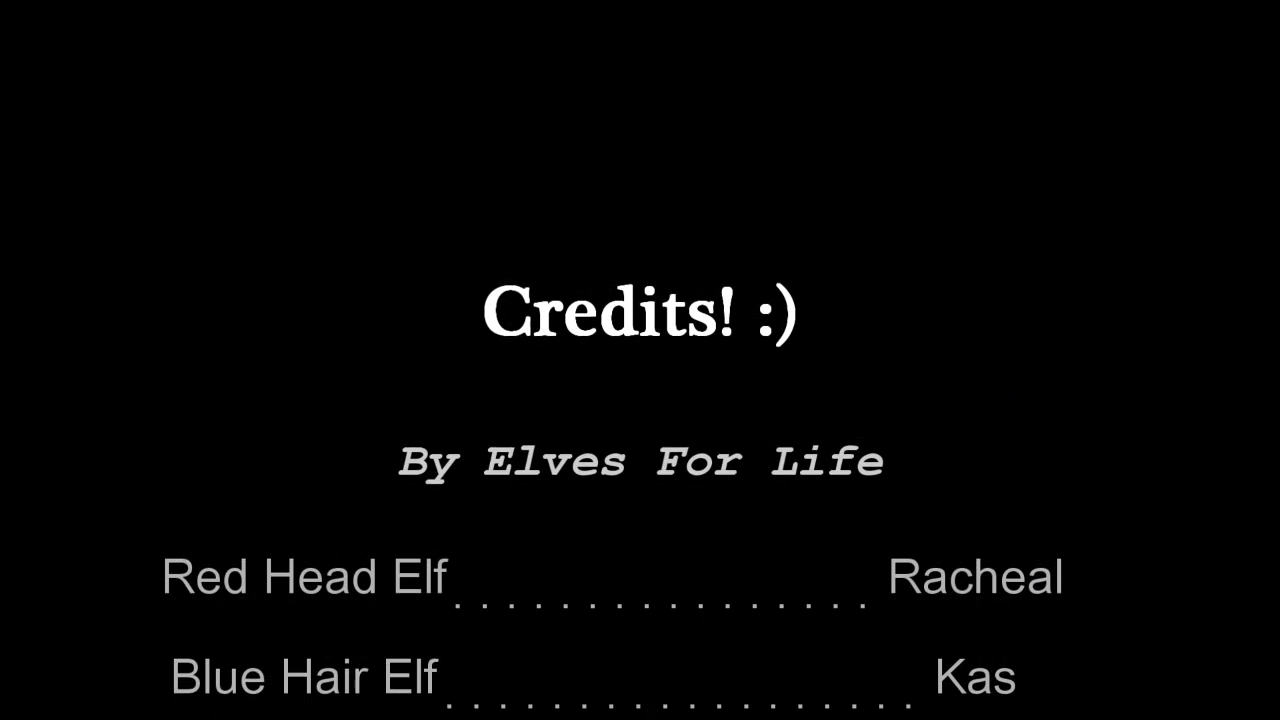 Credits! :)
By Elves For Life
Red Head Elf . . . . . . . . . . . . . . . . Racheal
Blue Hair Elf . . . . . . . . . . . . . . . . . . Kas